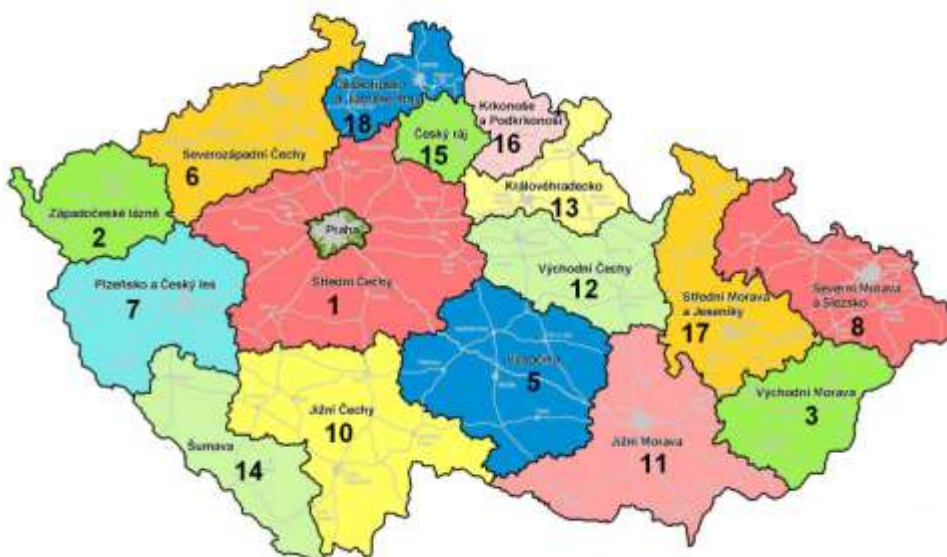 Krkonoše
a Podkrkonoší
16
18
Český ráj
15
Severozápadní Čechy
6
Královéhradecko
13
Západočeské lázně
2
Praha
Plzeňsko a Český les
7
Střední Čechy
1
Východní Čechy
12
Střední Morava
a Jeseníky
17
Severní Morava
a Slezsko
8
Vysočina
5
Východní Morava
3
Jižní Čechy
10
Jižní Morava
11
Šumava
14